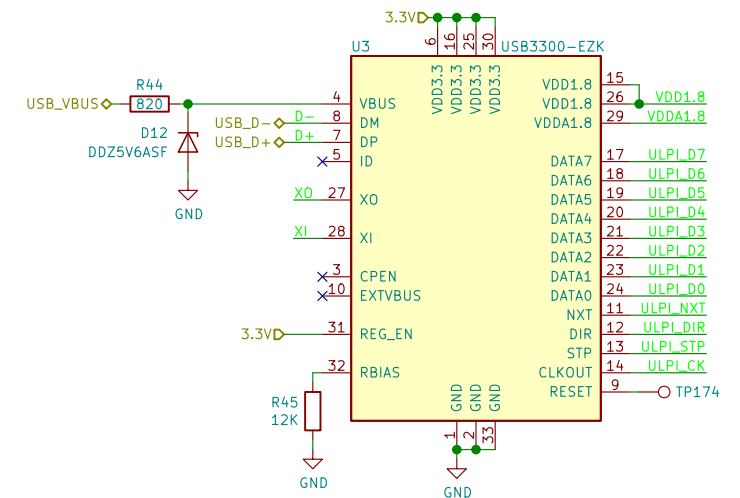 3.3V
U3
USB3300-EZK
6
16
25
30
VDD3.3
VDD3.3
VDD3.3
VDD3.3
R44
820
USB_VBUS
4
VBUS
USB_D-
D-
8
DM
USB_D+
D+
7
DP
5
ID
D12
DDZ5V6ASF
GND
XO
27
XO
XI
28
XI
3
CPEN
10
EXTVBUS
3.3V
31
REG_EN
32
RBIAS
R45
12K
GND
VDD1.8
15
VDD1.8
26
VDD1.8
VDDA1.8
29
VDDA1.8
DATA7
17
ULPI_D7
DATA6
18
ULPI_D6
DATA5
19
ULPI_D5
DATA4
20
ULPI_D4
DATA3
21
ULPI_D3
DATA2
22
ULPI_D2
DATA1
23
ULPI_D1
DATA0
24
ULPI_D0
NXT
11
ULPI_NXT
DIR
12
ULPI_DIR
STP
13
ULPI_STP
CLKOUT
14
ULPI_CK
RESET
9
TP174
GND
GND
GND
1
2
33
GND